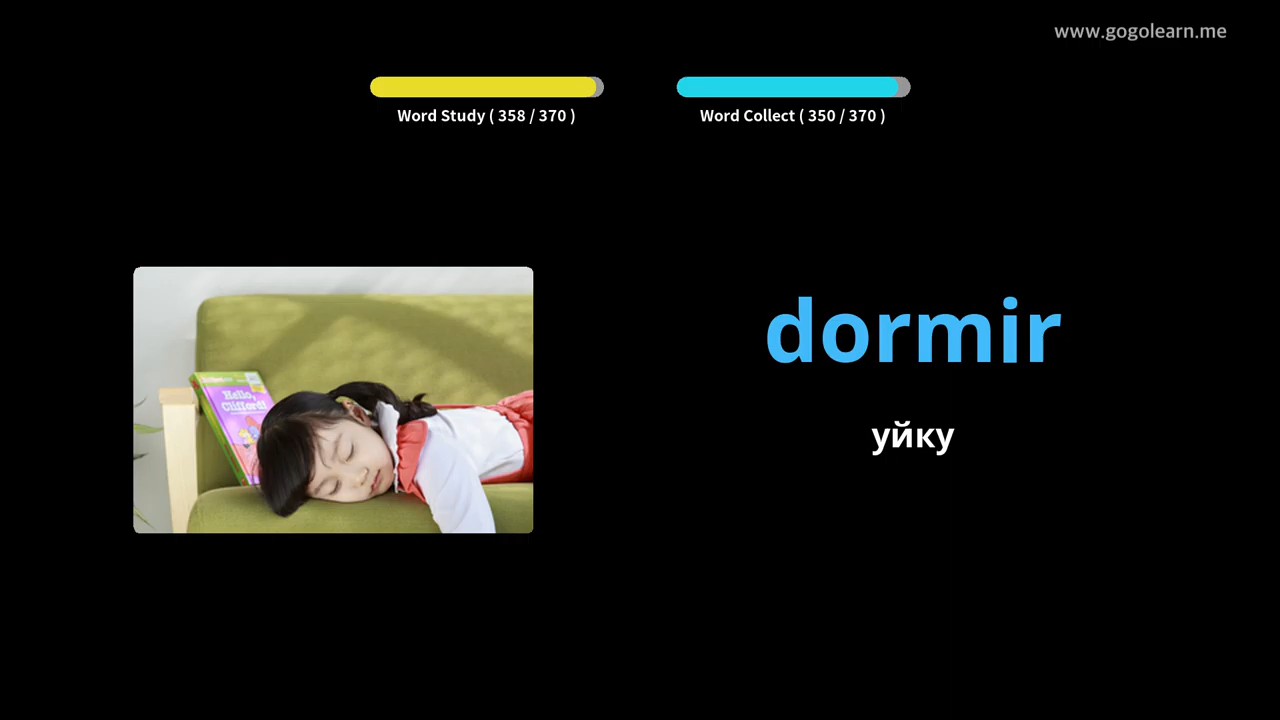 www.gogolearn.me
Word Study ( 358 / 370 )
Word Collect ( 350 / 370 )
dormir
уйку
Hello,
Clifford!